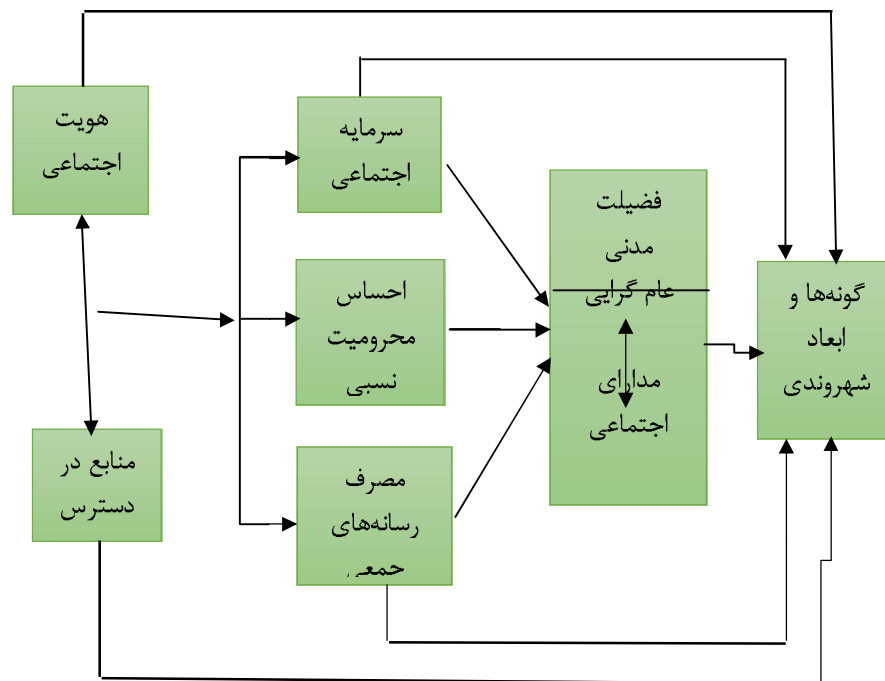 هویت
اجتماعی
سرمایه
اجتماعی
فضیلت
مدنی
عام گرایی
مدارای
اجتماعی
گونه‌ها و
ابعاد
شهروندی
احساس
محرومیت
نسبی
منابع در
دسترس
مصرف
رسانه‌های
جمعی